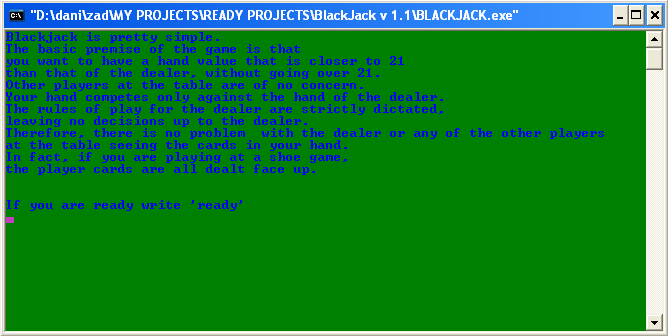 "D:\dani\zad\MY PROJECTS\READY PROJECTS\BlackJack v 1.1\BLACKJACK.exe"
Blackjack is pretty simple.
The basic premise of the game is that
you want to have a hand value that is closer to 21
than that of the dealer, without going over 21.
Other players at the table are of no concern.
Your hand competes only against the hand of the dealer.
The rules of play for the dealer are strictly dictated,
leaving no decisions up to the dealer.
Therefore, there is no problem  with the dealer or any of the other players
at the table seeing the cards in your hand.
In fact, if you are playing at a shoe game,
the player cards are all dealt face up.
If you are ready write 'ready'